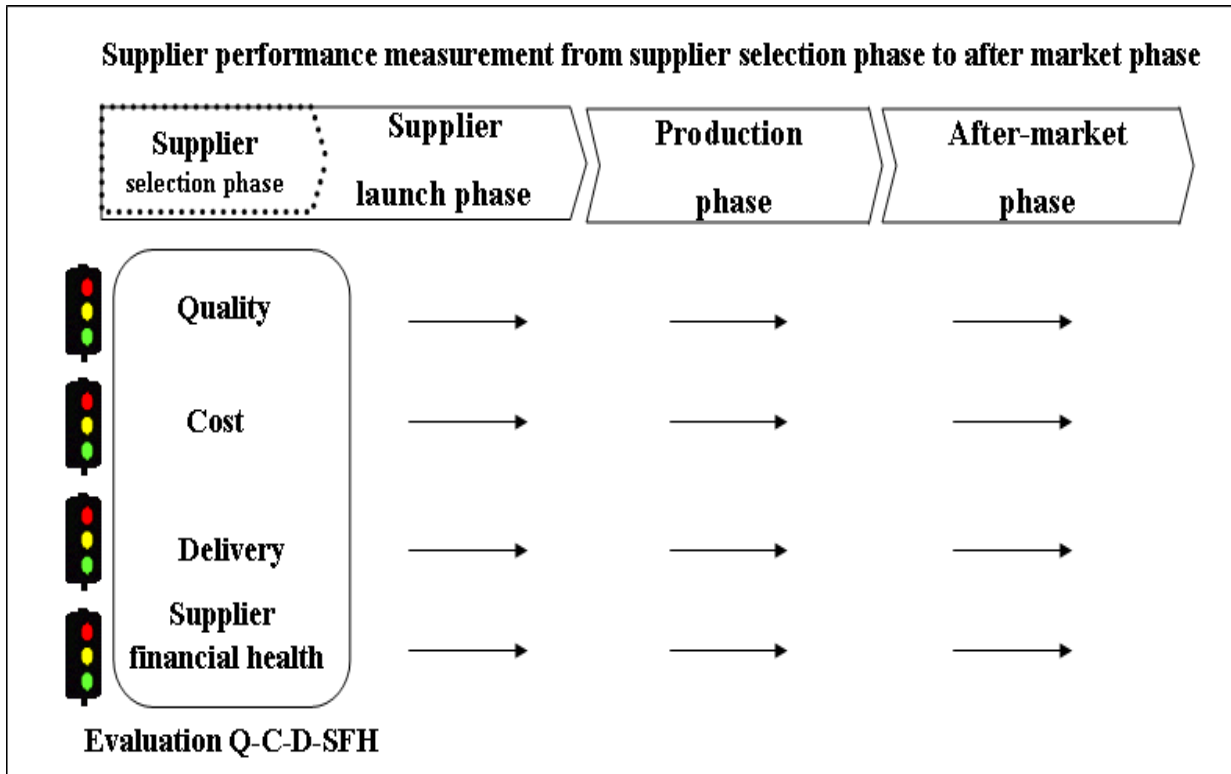 Supplier performance measurement from supplier selection phase to after market phase
Supplier
selection phase
Supplier
launch phase
Production
phase
After-market
phase
Quality
Cost
Delivery
Supplier
financial health
Evaluation Q-C-D-SFH